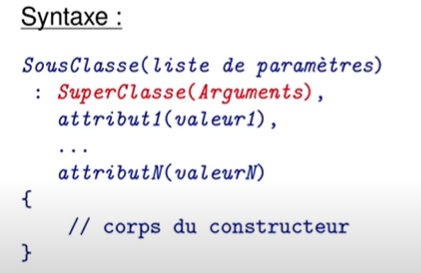 Syntaxe :
SousClasse(liste de paramètres)
: SuperClasse(Arguments),
attribut1(valeur1),
...
attributN(valeurN)
{
// corps du constructeur
}